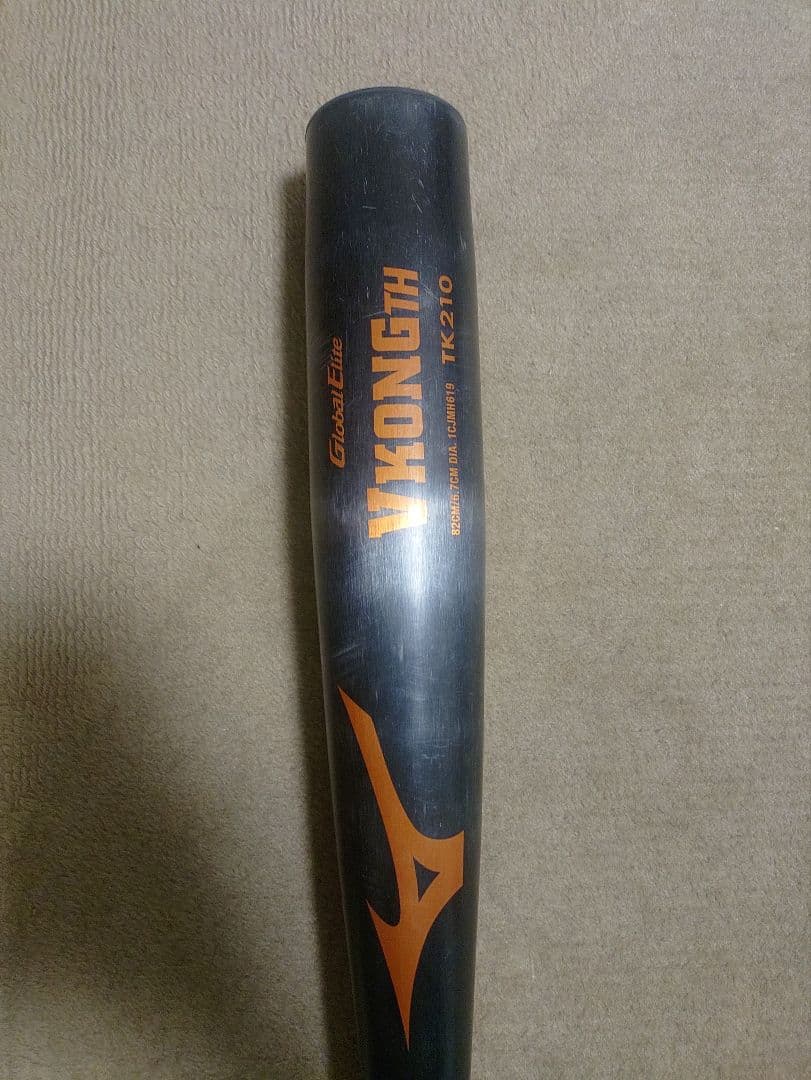 Global Elite
VKONGTH
TK210
82CM/6.7CM DIA. 1CJMH619